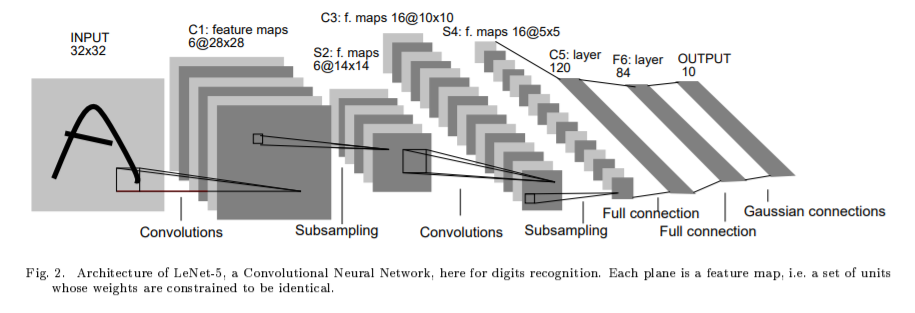 INPUT
32x32
C1: feature maps
6@28x28
S2: f. maps
6@14x14
C3: f. maps 16@10x10
S4: f. maps 16@5x5
C5: layer
120
F6: layer
84
OUTPUT
10
Convolutions
Subsampling
Convolutions
Subsampling
Full connection
Full connection
Gaussian connections
Fig. 2. Architecture of LeNet-5, a Convolutional Neural Network, here for digits recognition. Each plane is a feature map, i.e. a set of units
whose weights are constrained to be identical.